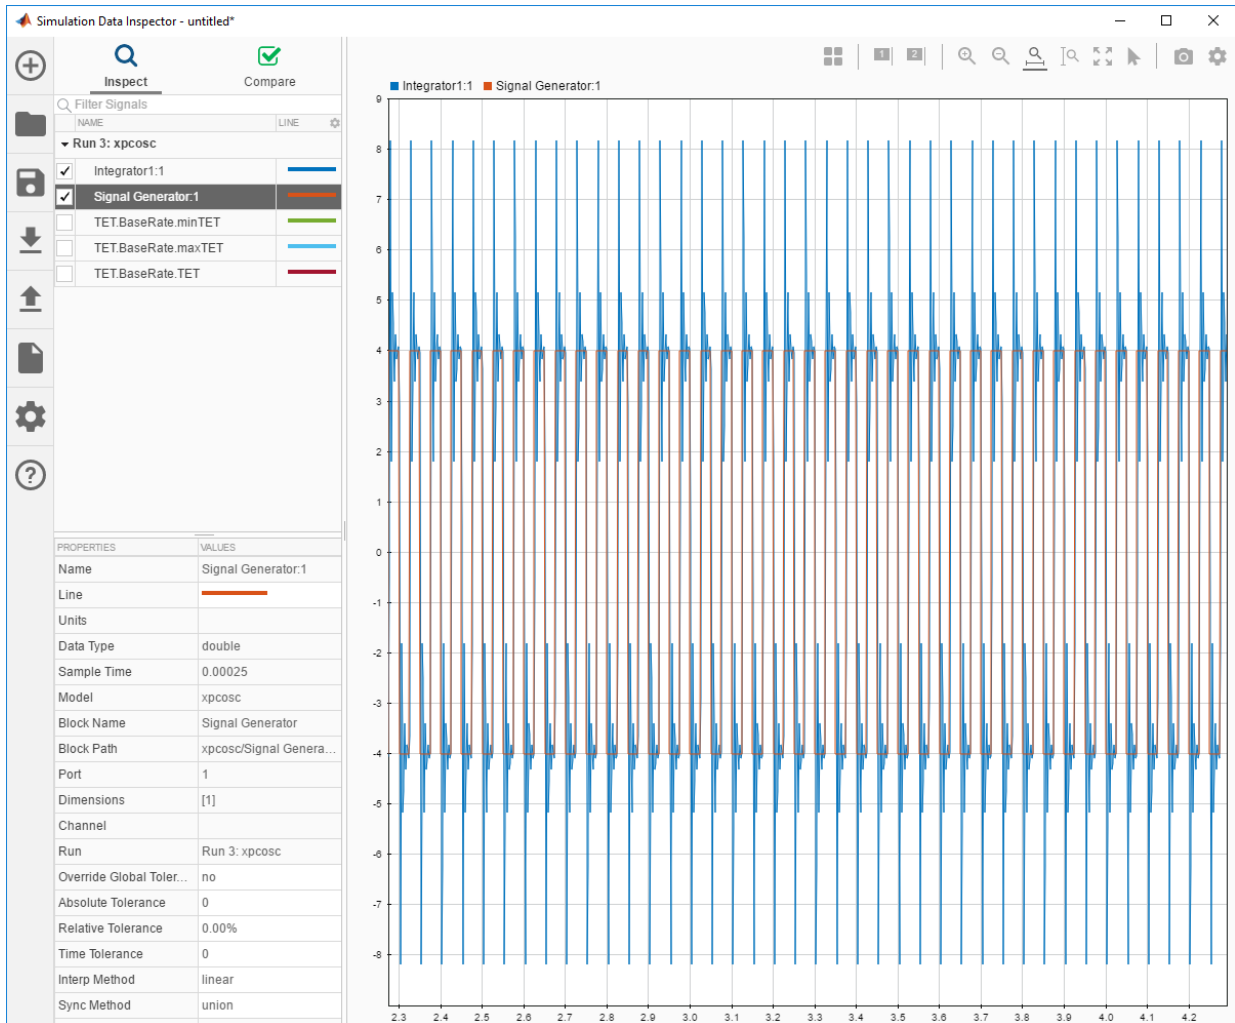 Simulation Data Inspector - untitled*
Inspect
Compare
Filter Signals
NAME LINE
Run 3: xpcosc
Integrator1:1
Signal Generator:1
TET.BaseRate.minTET
TET.BaseRate.maxTET
TET.BaseRate.TET
PROPERTIES VALUES
Name Signal Generator:1
Line
Units
Data Type double
Sample Time 0.00025
Model xpcosc
Block Name Signal Generator
Block Path xpcosc/Signal Genera...
Port 1
Dimensions [1]
Channel
Run Run 3: xpcosc
Override Global Toler... no
Absolute Tolerance 0
Relative Tolerance 0.00%
Time Tolerance 0
Interp Method linear
Sync Method union
1 2
Integrator1:1 Signal Generator:1
9
8
7
6
5
4
3
2
1
0
-1
-2
-3
-4
-5
-6
-7
-8
2.3 2.4 2.5 2.6 2.7 2.8 2.9 3.0 3.1 3.2 3.3 3.4 3.5 3.6 3.7 3.8 3.9 4.0 4.1 4.2